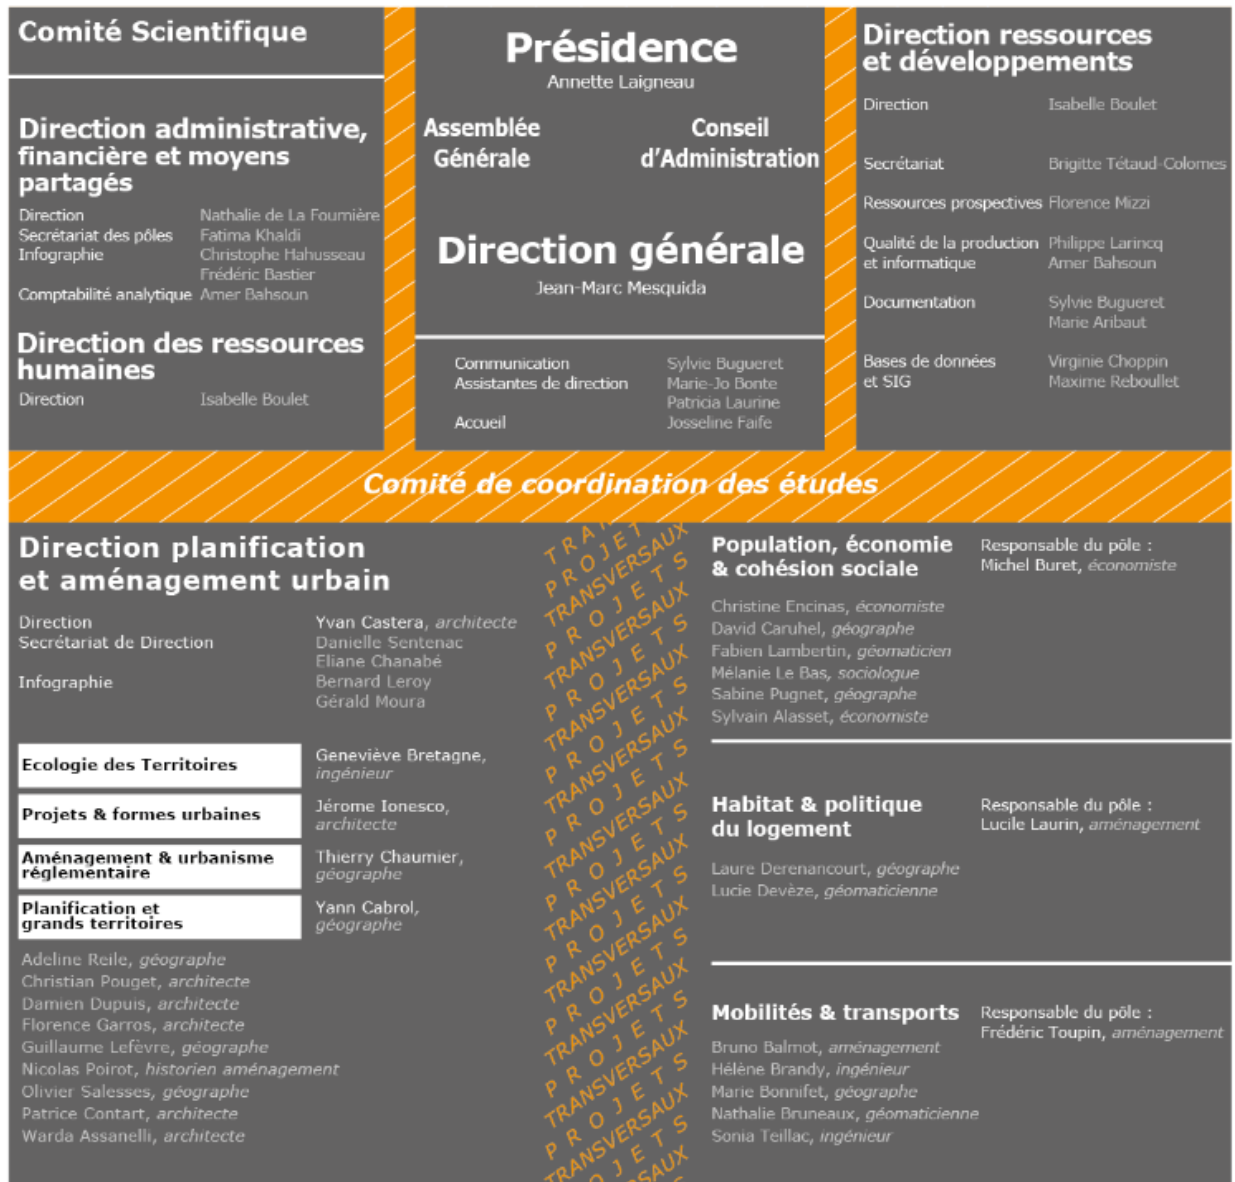 Comité Scientifique
Direction administrative,
financière et moyens
partagés
Direction Nathalie de La Fournière
Secrétariat des pôles Fatima Khaldi
Infographie Christophe Hahusseau
Frédéric Bastier
Comptabilité analytique Amer Bahsoun
Direction des ressources
humaines
Direction Isabelle Boulet
Présidence
Annette Laigneau
Assemblée Conseil
Générale d'Administration
Direction générale
Jean-Marc Mesquida
Communication Sylvie Bugueret
Assistantes de direction Marie-Jo Bonte
Patricia Laurine
Accueil Josseline Faife
Direction ressources
et développements
Direction Isabelle Boulet
Secrétariat Brigitte Tétaud-Colomes
Ressources prospectives Florence Mizzi
Qualité de la production Philippe Larincq
et informatique Amer Bahsoun
Documentation Sylvie Bugueret
Marie Aribaut
Bases de données Virginie Choppin
et SIG Maxime Reboullet
Comité de coordination des études
Direction planification
et aménagement urbain
Direction Yvan Castera, architecte
Secrétariat de Direction Danielle Sentenac
Eliane Chanabé
Infographie Bernard Leroy
Gérald Moura
Ecologie des Territoires Geneviève Bretagne,
ingénieur
Projets & formes urbaines Jérome Ionesco,
architecte
Aménagement & urbanisme Thierry Chaumier,
réglementaire géographe
Planification et Yann Cabrol,
grands territoires géographe
Adeline Reile, géographe
Christian Pouget, architecte
Damien Dupuis, architecte
Florence Garros, architecte
Guillaume Lefèvre, géographe
Nicolas Poirot, historien aménagement
Olivier Salesses, géographe
Patrice Contart, architecte
Warda Assanelli, architecte
PROJET
TRANSVERSAUX
PROJETS
TRANSVERSAUX
PROJETS
TRANSVERSAUX
PROJETS
TRANSVERSAUX
PROJETS
TRANSVERSAUX
PROJETS
TRANSVERSAUX
PROJETS
TRANSVERSAUX
PROJETS
TRANSVERSAUX
PROJETS
TRANSVERSAUX
PROJETS
TRANSVERSAUX
Population, économie Responsable du pôle :
& cohésion sociale Michel Buret, économiste
Christine Encinas, économiste
David Caruhel, géographe
Fabien Lambertin, géomaticien
Mélanie Le Bas, sociologue
Sabine Pugnet, géographe
Sylvain Alasset, économiste
Habitat & politique Responsable du pôle :
du logement Lucile Laurin, aménagement
Laure Derenancourt, géographe
Lucie Devèze, géomaticienne
Mobilités & transports Responsable du pôle :
Frédéric Toupin, aménagement
Bruno Balmot, aménagement
Hélène Brandy, ingénieur
Marie Bonnifet, géographe
Nathalie Bruneaux, géomaticienne
Sonia Teillac, ingénieur